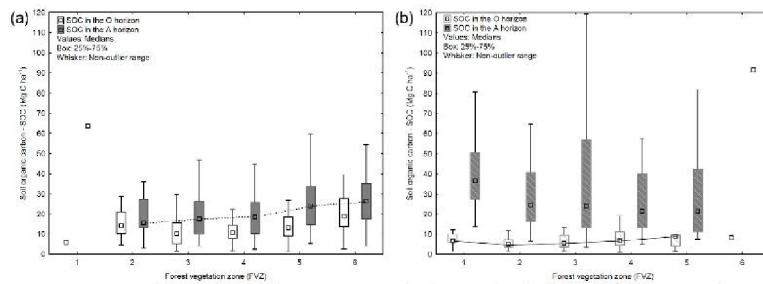 (a)
SOC in the O horizon
SOC in the A horizon
Values: Medians
Box: 25%-75%
Whisker: Non-outlier range
Soil organic carbon - SOC (Mg C ha⁻¹)
120
110
100
90
80
70
60
50
40
30
20
10
0
1 2 3 4 5 6
Forest vegetation zone (FVZ)
(b)
SOC in the O horizon
SOC in the A horizon
Values: Medians
Box: 25%-75%
Whisker: Non-outlier range
Soil organic carbon - SOC (Mg C ha⁻¹)
120
110
100
90
80
70
60
50
40
30
20
10
0
1 2 3 4 5 6
Forest vegetation zone (FVZ)